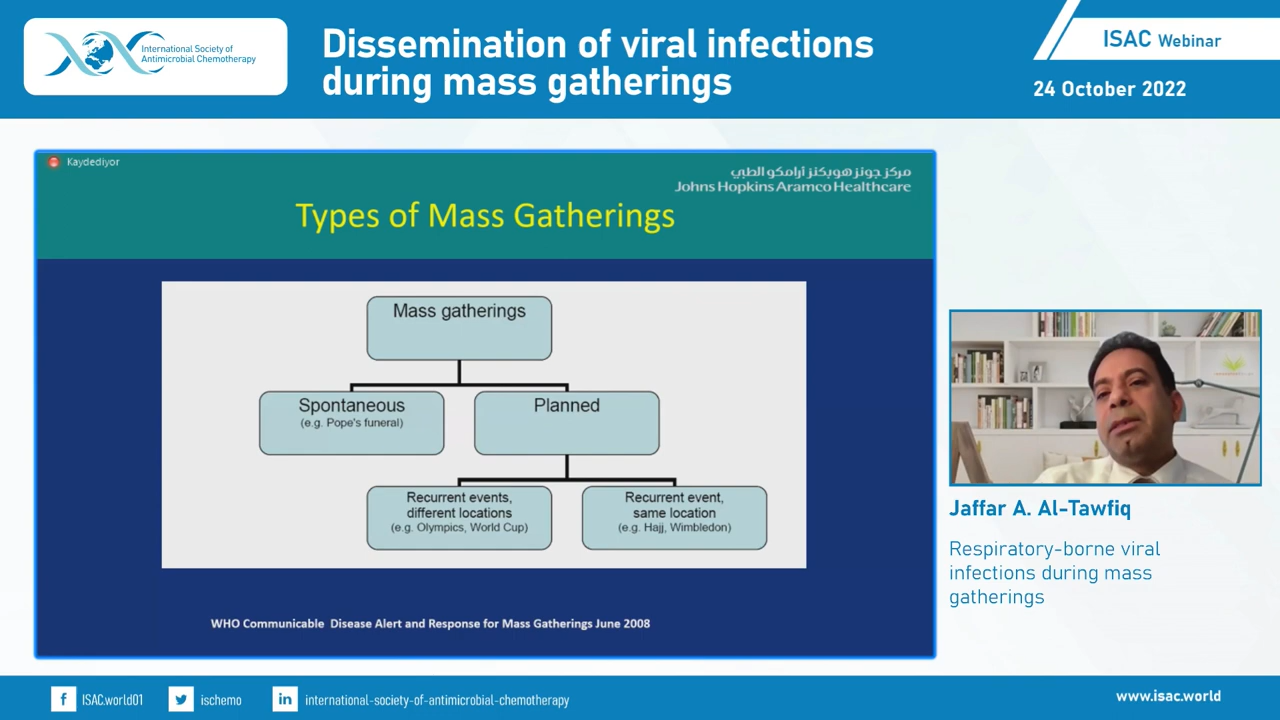 International Society of
Antimicrobial Chemotherapy
Dissemination of viral infections
during mass gatherings
ISAC Webinar
24 October 2022
Kaydediyor
مركز جونز هوبكنز أرامكو الطبي
Johns Hopkins Aramco Healthcare
Types of Mass Gatherings
Mass gatherings
Spontaneous
(e.g. Pope's funeral)
Planned
Recurrent events,
different locations
(e.g. Olympics, World Cup)
Recurrent event,
same location
(e.g. Hajj, Wimbledon)
WHO Communicable Disease Alert and Response for Mass Gatherings June 2008
Jaffar A. Al-Tawfiq
Respiratory-borne viral
infections during mass
gatherings
ISAC.world01
ischemo
international-society-of-antimicrobial-chemotherapy
www.isac.world